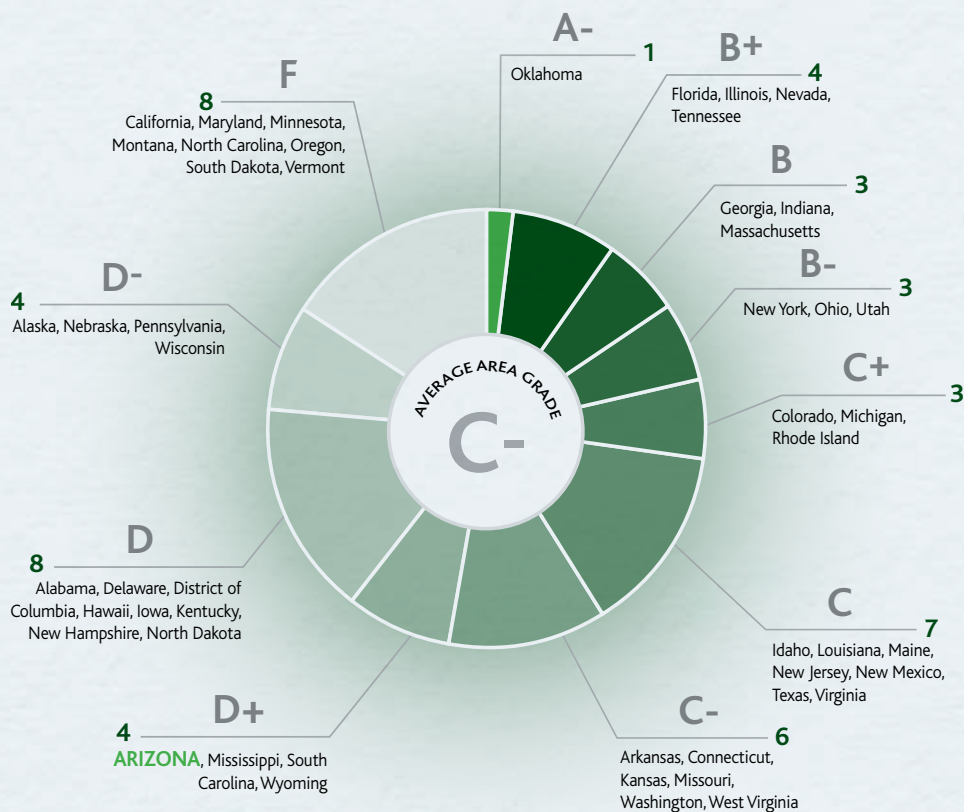 A-
1
Oklahoma
B+
4
Florida, Illinois, Nevada,
Tennessee
B
3
Georgia, Indiana,
Massachusetts
B-
3
New York, Ohio, Utah
C+
3
Colorado, Michigan,
Rhode Island
C
7
Idaho, Louisiana, Maine,
New Jersey, New Mexico,
Texas, Virginia
C-
6
Arkansas, Connecticut,
Kansas, Missouri,
Washington, West Virginia
D+
4
ARIZONA, Mississippi, South
Carolina, Wyoming
D
8
Alabama, Delaware, District of
Columbia, Hawaii, Iowa, Kentucky,
New Hampshire, North Dakota
D-
4
Alaska, Nebraska, Pennsylvania,
Wisconsin
F
8
California, Maryland, Minnesota,
Montana, North Carolina, Oregon,
South Dakota, Vermont
AVERAGE AREA GRADE
C-